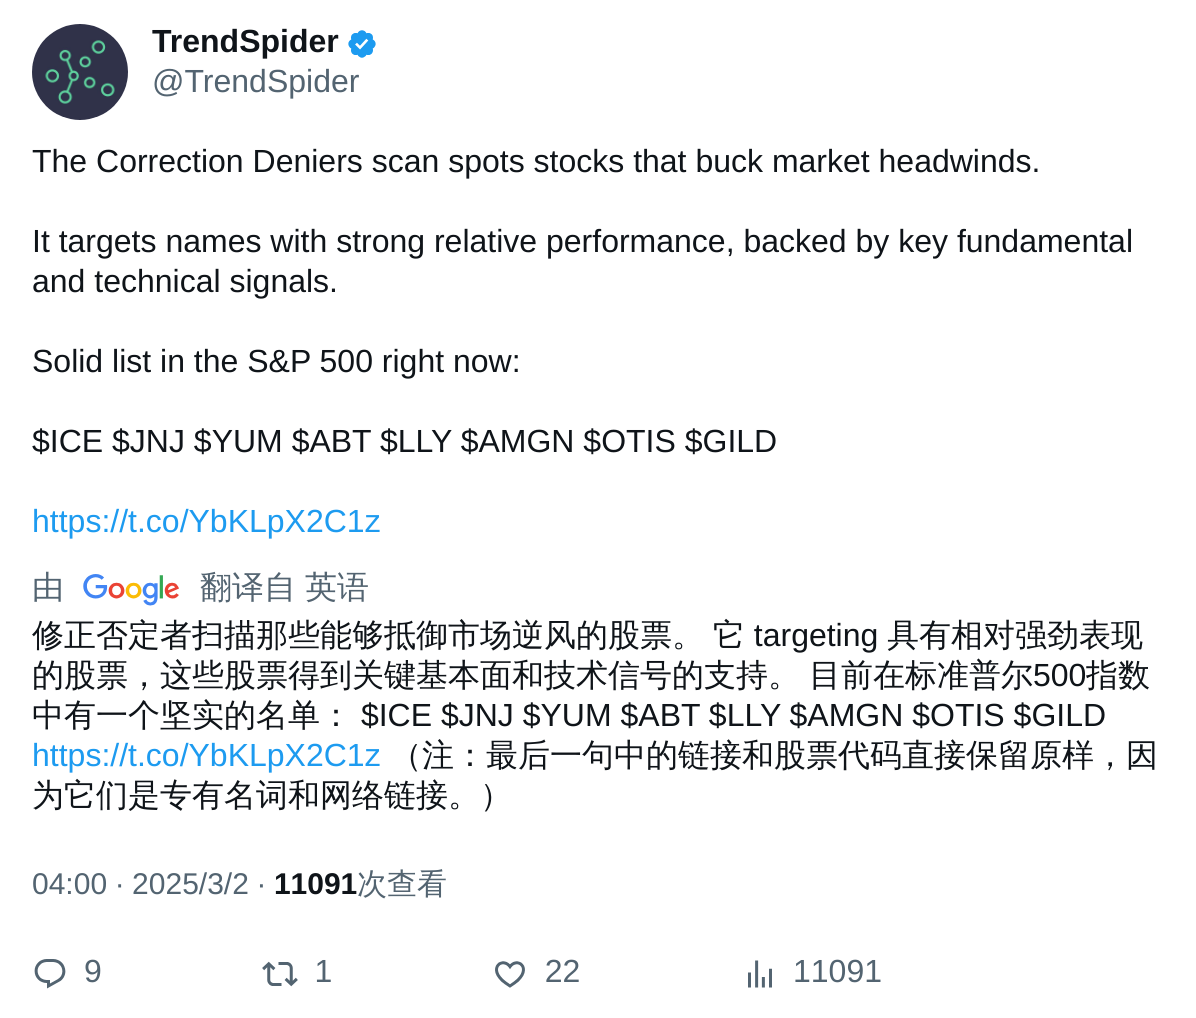 TrendSpider
@TrendSpider
The Correction Deniers scan spots stocks that buck market headwinds.
It targets names with strong relative performance, backed by key fundamental
and technical signals.
Solid list in the S&P 500 right now:
$ICE $JNJ $YUM $ABT $LLY $AMGN $OTIS $GILD
https://t.co/YbKLpX2C1z
由 Google 翻译自 英语
修正否定者扫描那些能够抵御市场逆风的股票。 它 targeting 具有相对强劲表现
的股票，这些股票得到关键基本面和技术信号的支持。 目前在标准普尔500指数
中有一个坚实的名单： $ICE $JNJ $YUM $ABT $LLY $AMGN $OTIS $GILD
https://t.co/YbKLpX2C1z （注：最后一句中的链接和股票代码直接保留原样，因
为它们是专有名词和网络链接。）
04:00 · 2025/3/2 · 11091次查看
9 1 22 11091